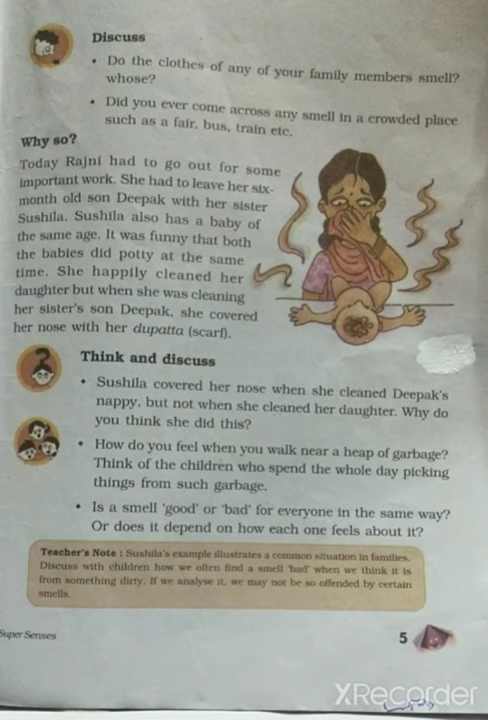 Discuss
• Do the clothes of any of your family members smell?
whose?
• Did you ever come across any smell in a crowded place
such as a fair, bus, train etc.
Why so?
Today Rajni had to go out for some
important work. She had to leave her six-
month old son Deepak with her sister
Sushila. Sushila also has a baby of
the same age. It was funny that both
the babies did potty at the same
time. She happily cleaned her
daughter but when she was cleaning
her sister's son Deepak, she covered
her nose with her dupatta (scarf).
Think and discuss
• Sushila covered her nose when she cleaned Deepak's
nappy, but not when she cleaned her daughter. Why do
you think she did this?
• How do you feel when you walk near a heap of garbage?
Think of the children who spend the whole day picking
things from such garbage.
• Is a smell 'good' or 'bad' for everyone in the same way?
Or does it depend on how each one feels about it?
Teacher's Note : Sushila's example illustrates a common situation in families.
Discuss with children how we often find a smell 'bad' when we think it is
from something dirty. If we analyse it, we may not be so offended by certain
smells.
Super Senses
5
XRecorder